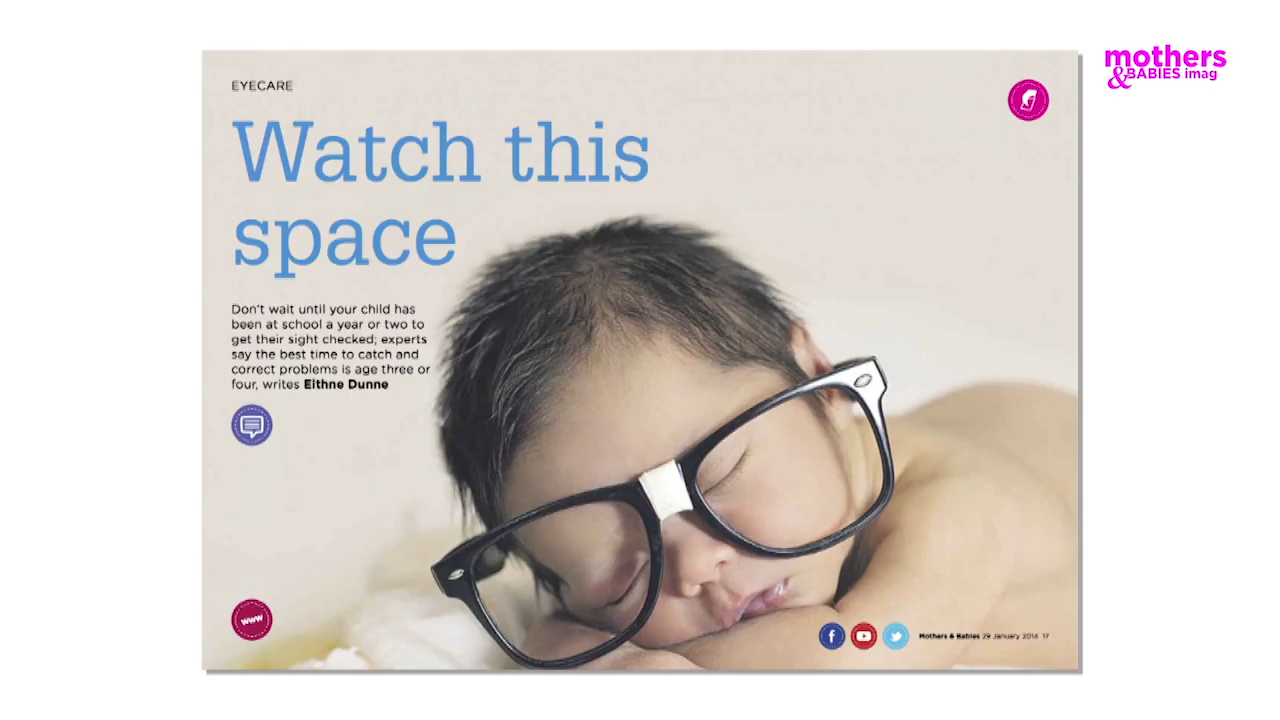 mothers
& BABIES imag
EYECARE
Watch this
space
Don't wait until your child has
been at school a year or two to
get their sight checked; experts
say the best time to catch and
correct problems is age three or
four, writes Eithne Dunne
www
f
Mothers & Babies 29 January 2014 17